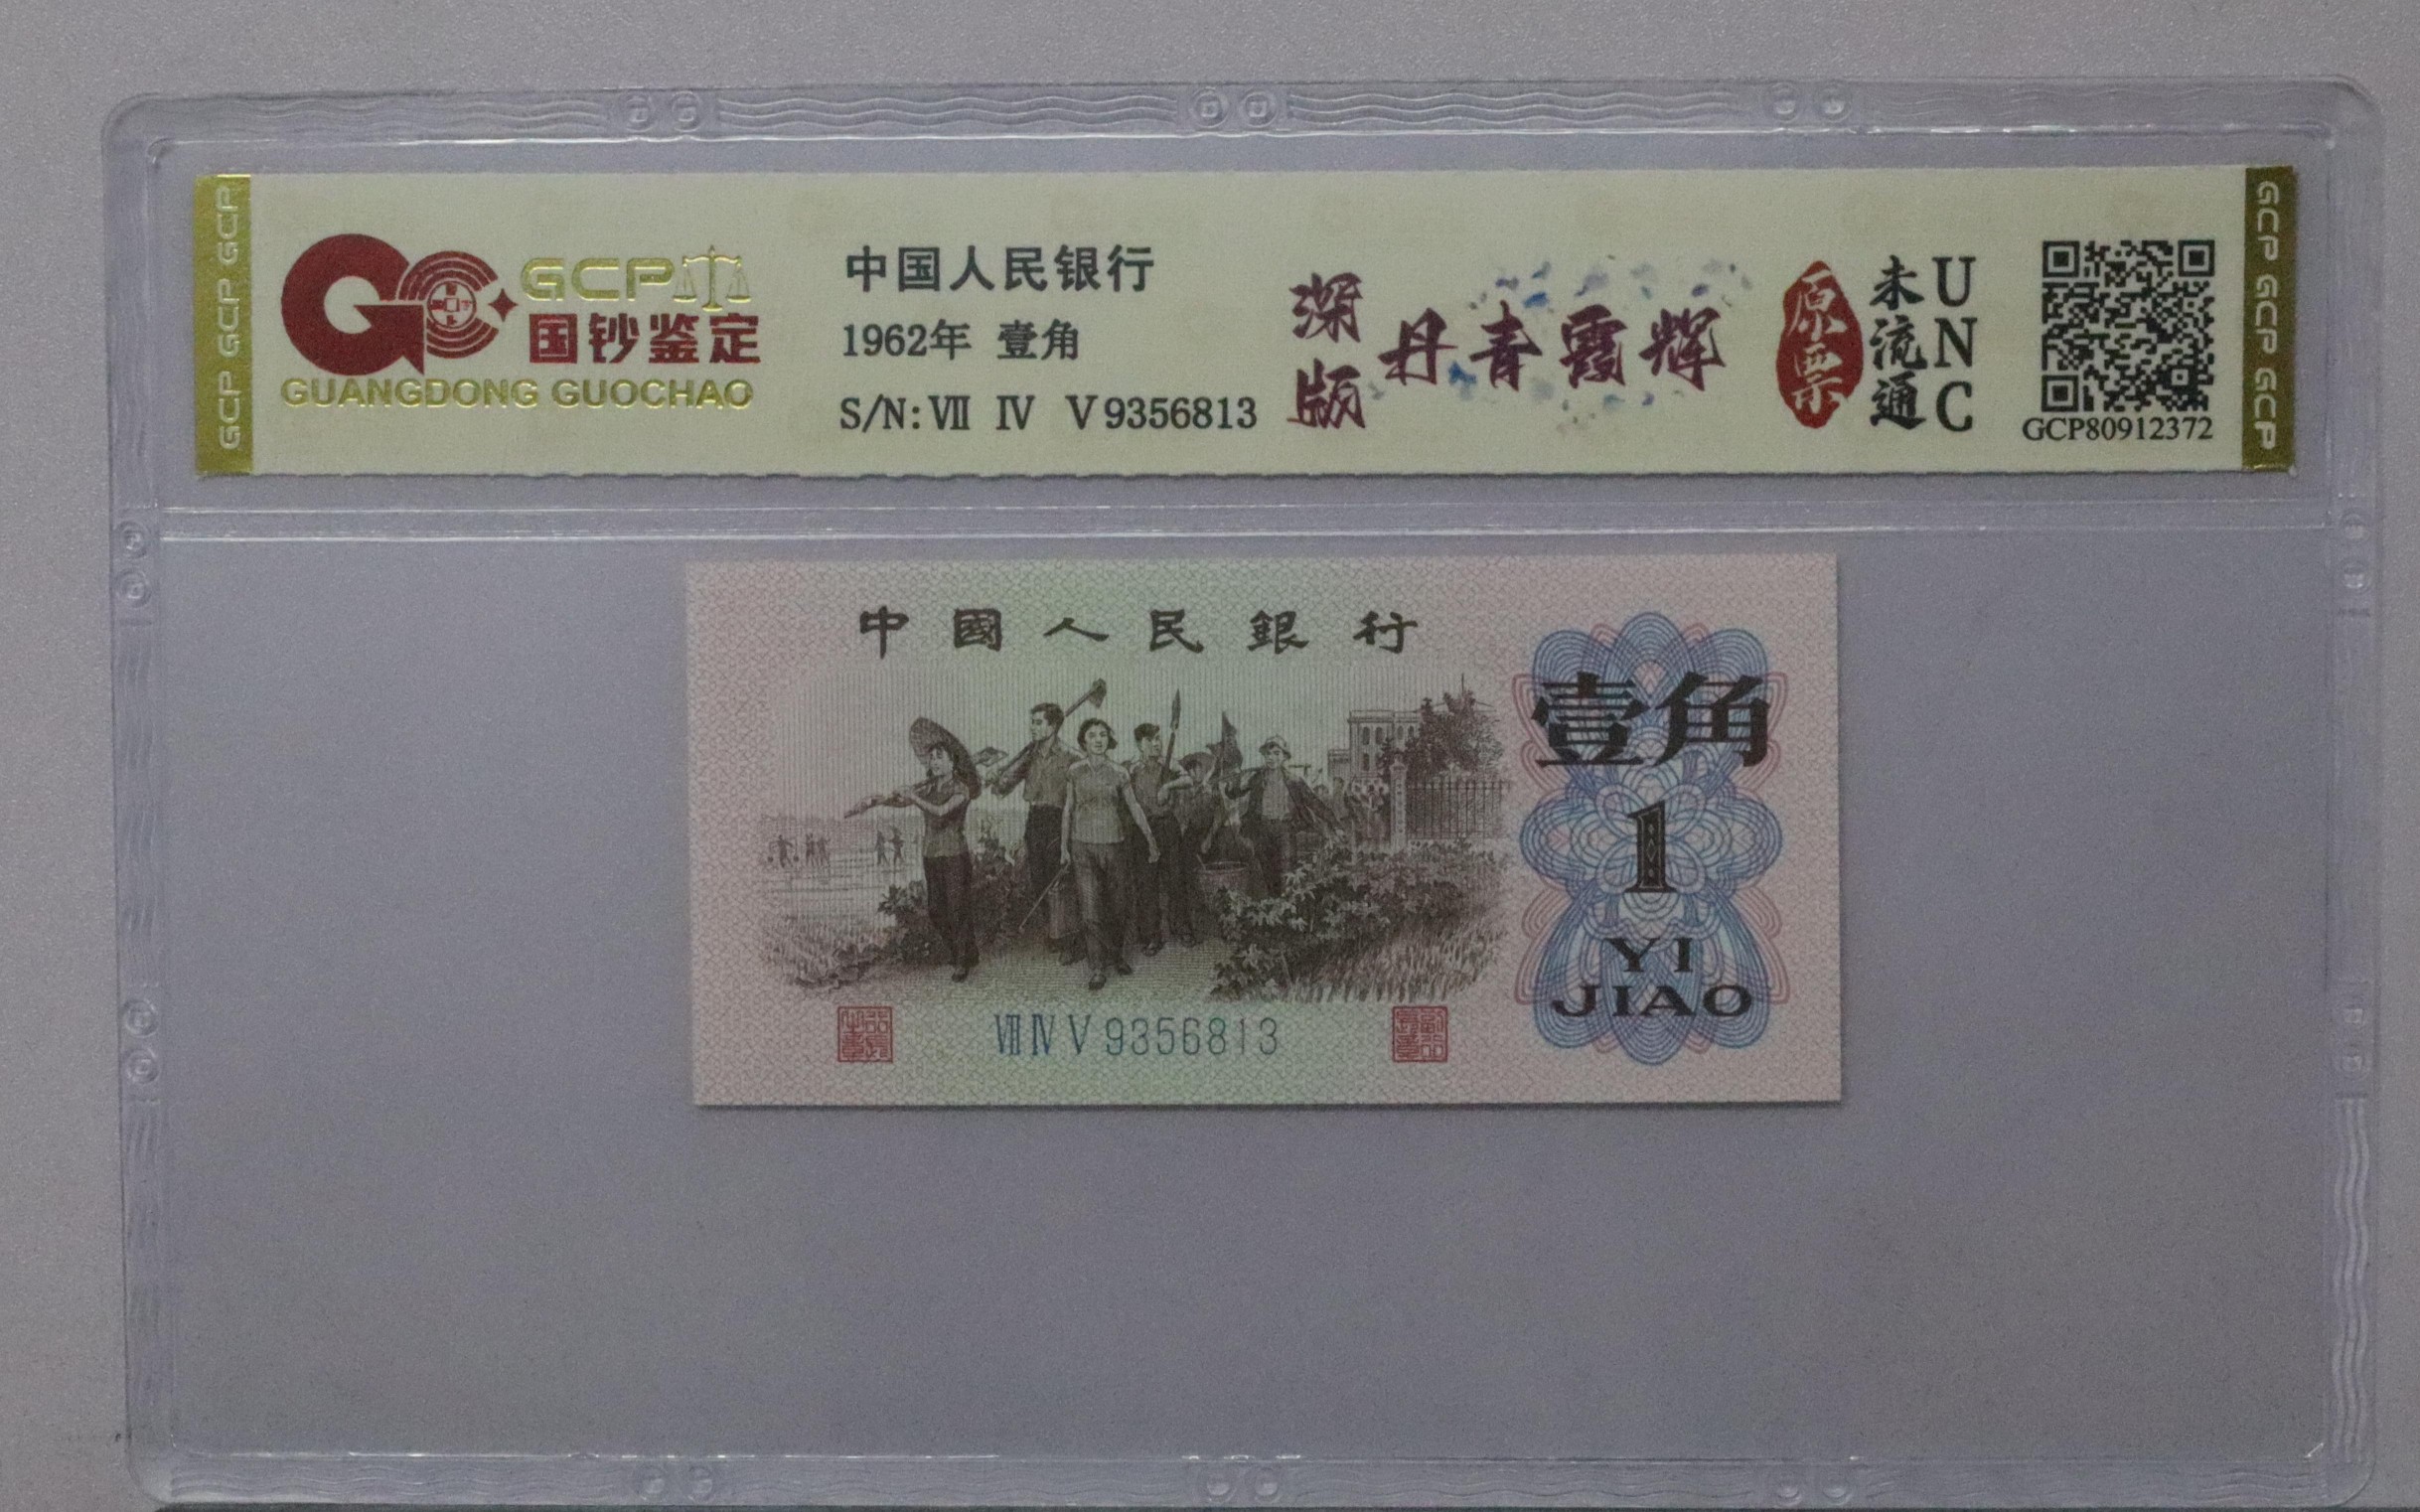 GCP GCP GCP
GCP
国钞鉴定
GUANGDONG GUOCHAO
中国人民银行
1962年 壹角
S/N: Ⅶ Ⅳ Ⅴ 9356813
深版
丹青霞辉
原票
未流通
UNC
GCP80912372
GCP GCP GCP
中國人民銀行
壹角
1
YI
JIAO
Ⅶ Ⅳ Ⅴ 9356813